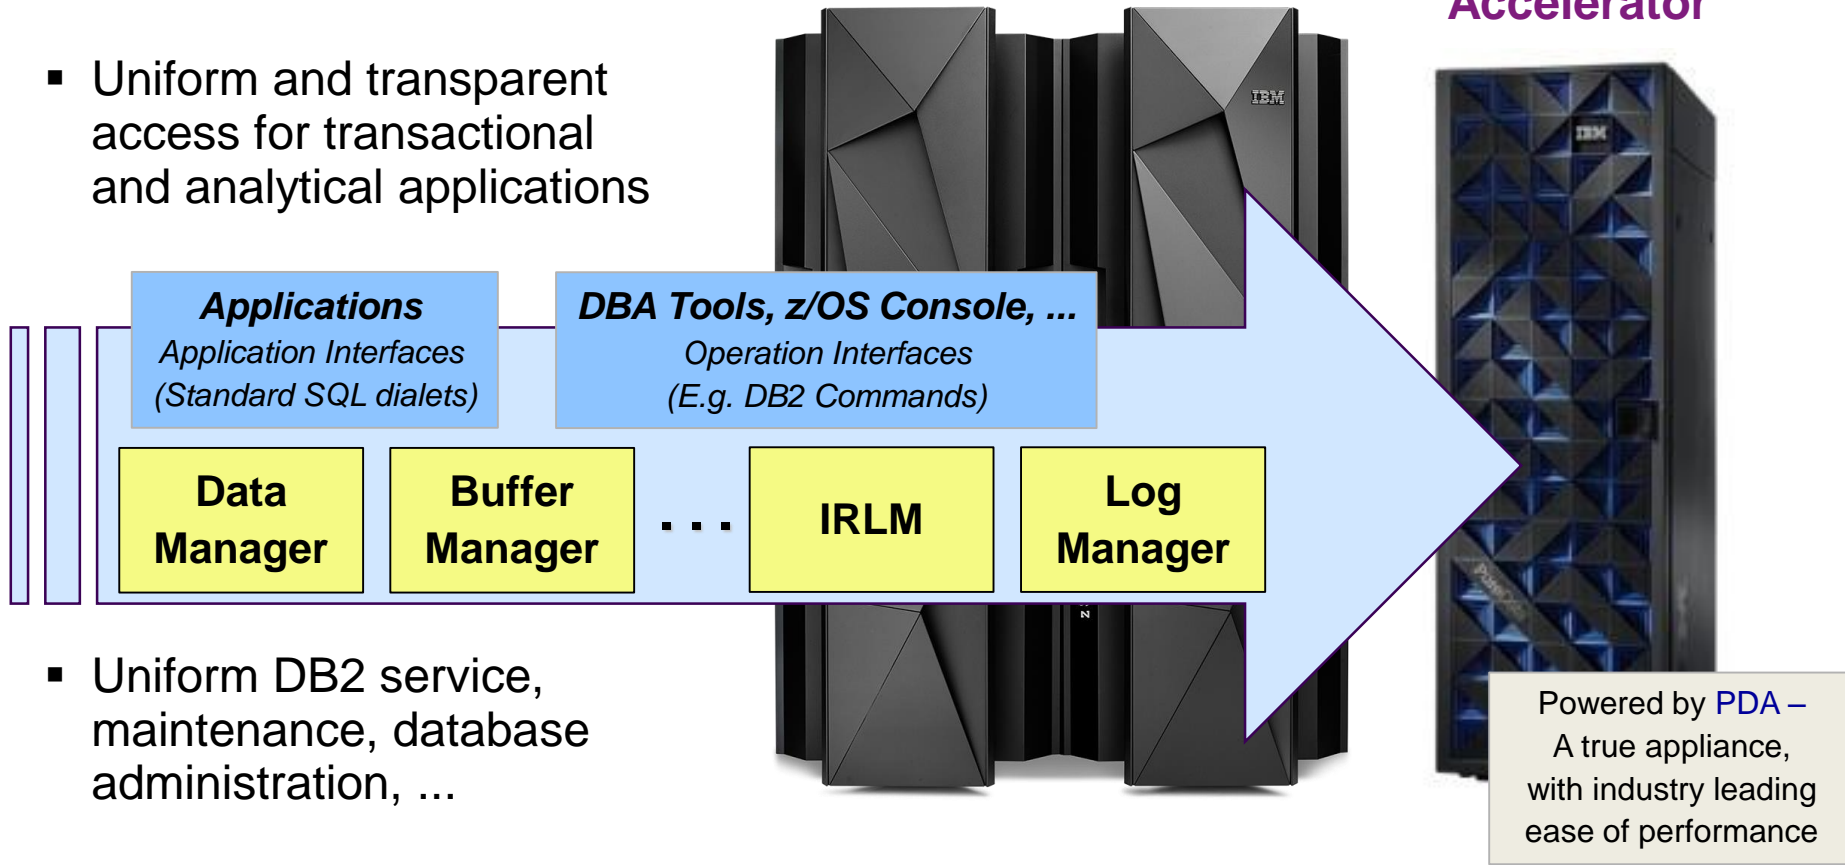 Accelerator
▪ Uniform and transparent
access for transactional
and analytical applications
IBM
IBM
Applications
Application Interfaces
(Standard SQL dialets)
DBA Tools, z/OS Console, ...
Operation Interfaces
(E.g. DB2 Commands)
Data
Manager
Buffer
Manager
. . .
IRLM
Log
Manager
z
▪ Uniform DB2 service,
maintenance, database
administration, ...
Powered by PDA –
A true appliance,
with industry leading
ease of performance